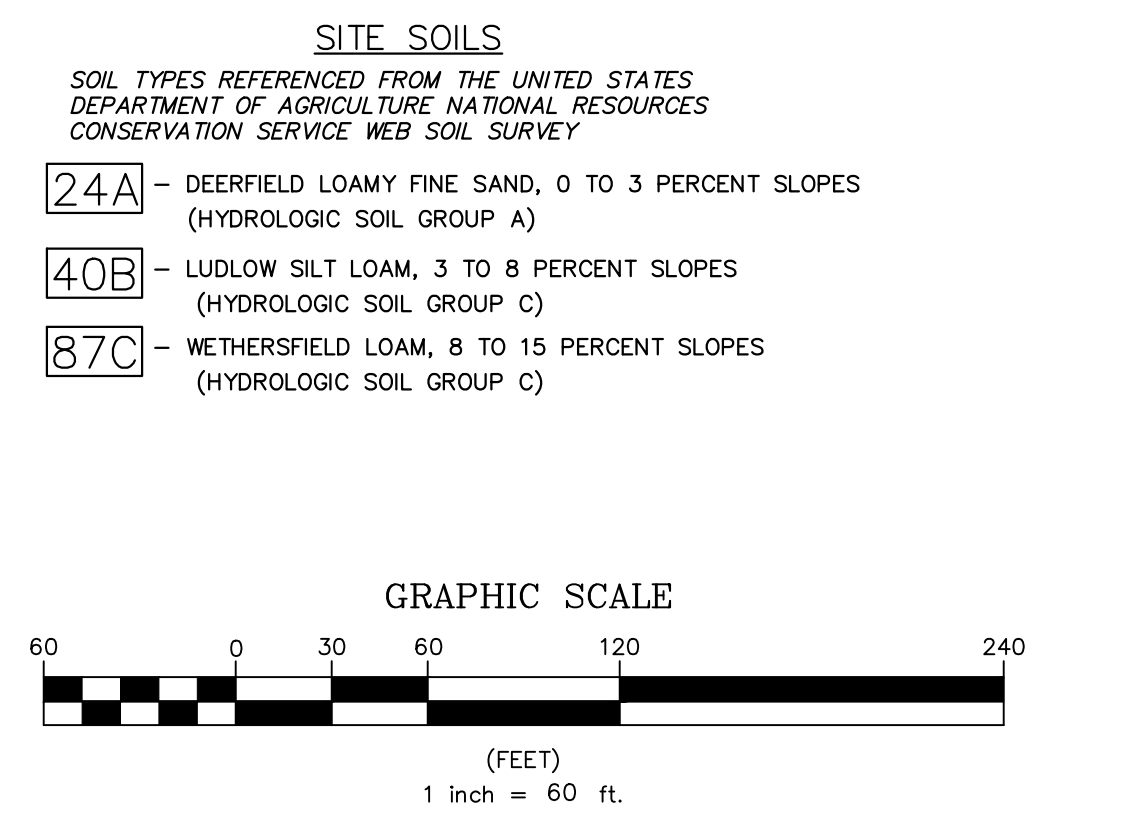 SITE SOILS
SOIL TYPES REFERENCED FROM THE UNITED STATES
DEPARTMENT OF AGRICULTURE NATIONAL RESOURCES
CONSERVATION SERVICE WEB SOIL SURVEY
24A – DEERFIELD LOAMY FINE SAND, 0 TO 3 PERCENT SLOPES
(HYDROLOGIC SOIL GROUP A)
40B – LUDLOW SILT LOAM, 3 TO 8 PERCENT SLOPES
(HYDROLOGIC SOIL GROUP C)
87C – WETHERSFIELD LOAM, 8 TO 15 PERCENT SLOPES
(HYDROLOGIC SOIL GROUP C)
GRAPHIC SCALE
60 0 30 60 120 240
(FEET)
1 inch = 60 ft.